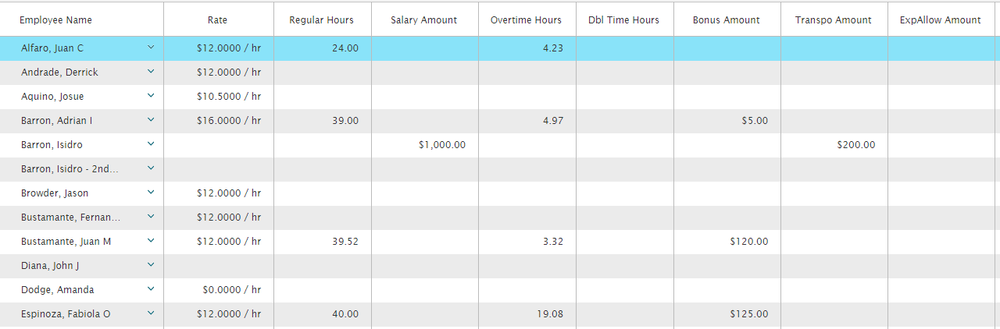 Employee Name Rate Regular Hours Salary Amount Overtime Hours Dbl Time Hours Bonus Amount Transpo Amount ExpAllow Amount
Alfaro, Juan C $12.0000 / hr 24.00 4.23
Andrade, Derrick $12.0000 / hr
Aquino, Josue $10.5000 / hr
Barron, Adrian I $16.0000 / hr 39.00 4.97 $5.00
Barron, Isidro $1,000.00 $200.00
Barron, Isidro - 2nd...
Browder, Jason $12.0000 / hr
Bustamante, Fernan... $12.0000 / hr
Bustamante, Juan M $12.0000 / hr 39.52 3.32 $120.00
Diana, John J
Dodge, Amanda $0.0000 / hr
Espinoza, Fabiola O $12.0000 / hr 40.00 19.08 $125.00